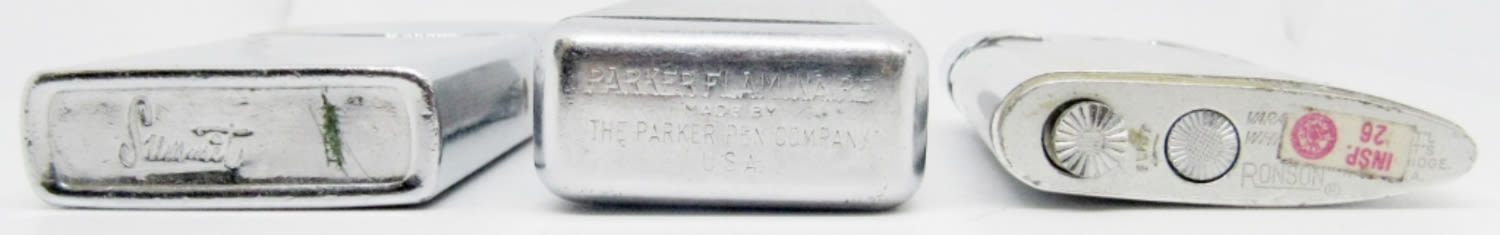 Summit
PARKER FLAMINAIRE
MADE BY
THE PARKER PEN COMPANY
U.S.A.
RONSON®
INSP.
26